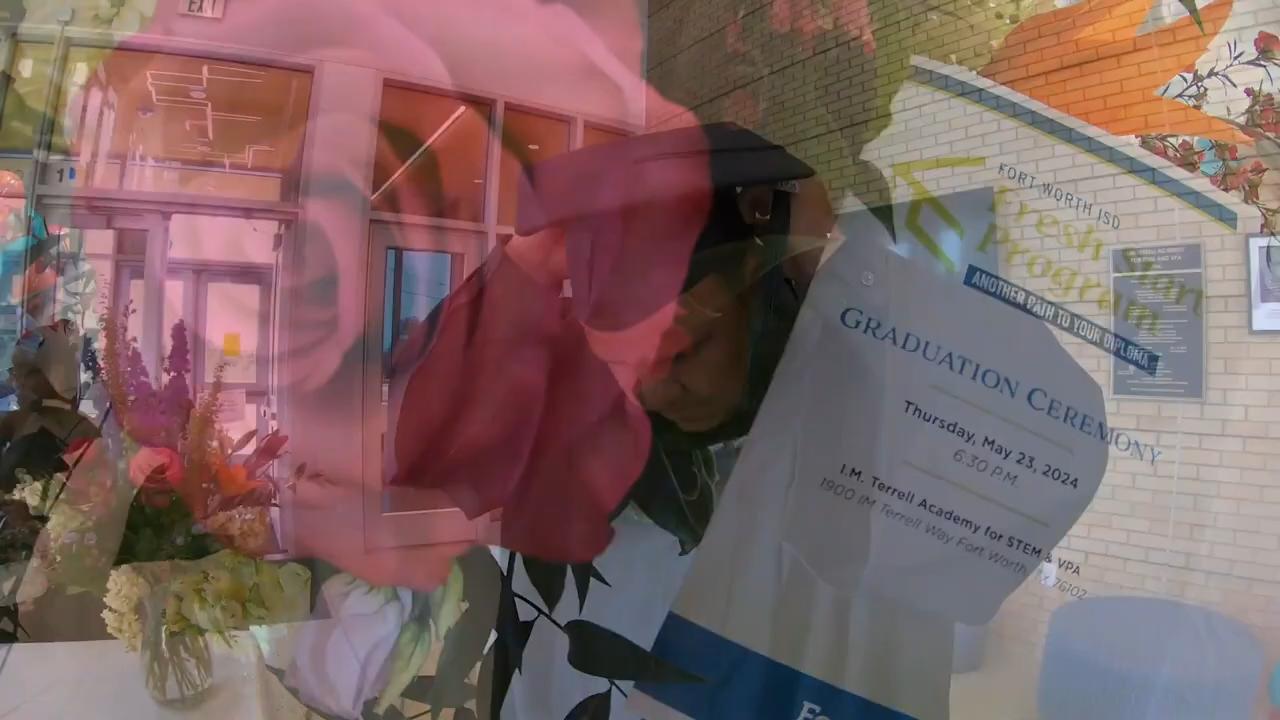 EXIT
1
FORT WORTH ISD
Fresh Start
Program
ANOTHER PATH TO YOUR DIPLOMA
GRADUATION CEREMONY
Thursday, May 23, 2024
6:30 P.M.
I.M. Terrell Academy for STEM & VPA
1900 IM Terrell Way Fort Worth 76102